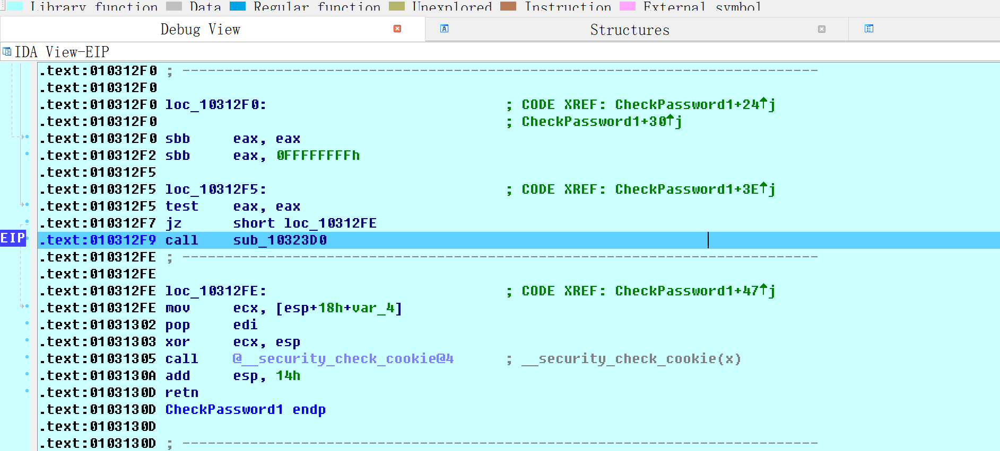 Library function Data Regular function Unexplored Instruction External symbol
Debug View Structures
IDA View-EIP
.text:010312F0 ; ---------------------------------------------------------------------------
.text:010312F0
.text:010312F0 loc_10312F0: ; CODE XREF: CheckPassword1+24↑j
.text:010312F0 ; CheckPassword1+30↑j
.text:010312F0 sbb eax, eax
.text:010312F2 sbb eax, 0FFFFFFFFh
.text:010312F5
.text:010312F5 loc_10312F5: ; CODE XREF: CheckPassword1+3E↑j
.text:010312F5 test eax, eax
.text:010312F7 jz short loc_10312FE
EIP .text:010312F9 call sub_10323D0
.text:010312FE ; ---------------------------------------------------------------------------
.text:010312FE
.text:010312FE loc_10312FE: ; CODE XREF: CheckPassword1+47↑j
.text:010312FE mov ecx, [esp+18h+var_4]
.text:01031302 pop edi
.text:01031303 xor ecx, esp
.text:01031305 call @__security_check_cookie@4 ; __security_check_cookie(x)
.text:0103130A add esp, 14h
.text:0103130D retn
.text:0103130D CheckPassword1 endp
.text:0103130D
.text:0103130D ; ---------------------------------------------------------------------------